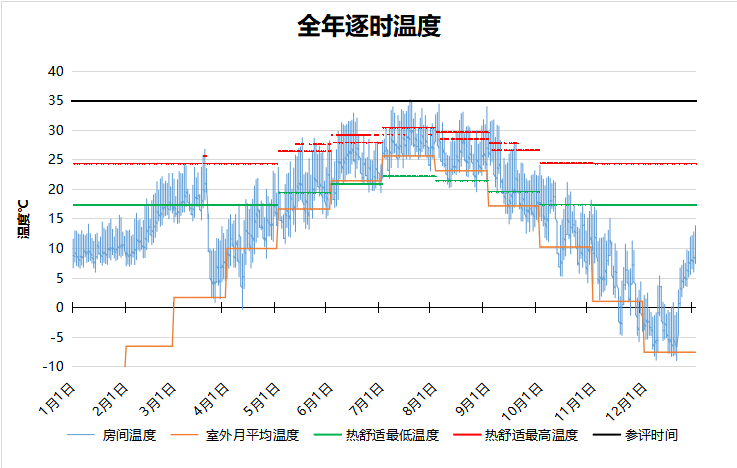 全年逐时温度
温度℃
40
35
30
25
20
15
10
5
0
-5
-10
1月1日
2月1日
3月1日
4月1日
5月1日
6月1日
7月1日
8月1日
9月1日
10月1日
11月1日
12月1日
房间温度 室外月平均温度 热舒适最低温度 热舒适最高温度 参评时间